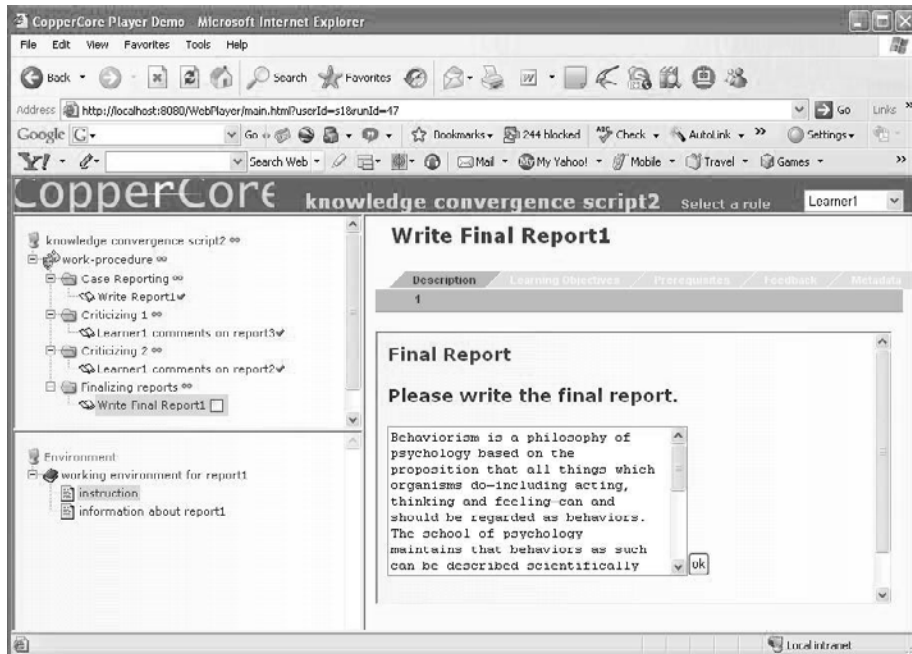 CopperCore Player Demo Microsoft Internet Explorer
File Edit View Favorites Tools Help
Back Search Favorites
Address http://localhost:8080/WebPlayer/main.html?userId=s1&runId=47 Go Links »
Google G Go Bookmarks 244 blocked ABC Check AutoLink » Settings
Y! Search Web Mail My Yahoo! Mobile Travel Games »
CopperCore knowledge convergence script2 Select a rule Learner1
knowledge convergence script2
work-procedure
Case Reporting
Write Report1
Criticizing 1
Learner1 comments on report3
Criticizing 2
Learner1 comments on report2
Finalizing reports
Write Final Report1
Environment
working environment for report1
instruction
information about report1
Write Final Report1
Description Learning Objectives Prerequisites Feedback Metadata
1
Final Report
Please write the final report.
Behaviorism is a philosophy of
psychology based on the
proposition that all things which
organisms do—including acting,
thinking and feeling—can and
should be regarded as behaviors.
The school of psychology
maintains that behaviors as such
can be described scientifically
ok
Local intranet